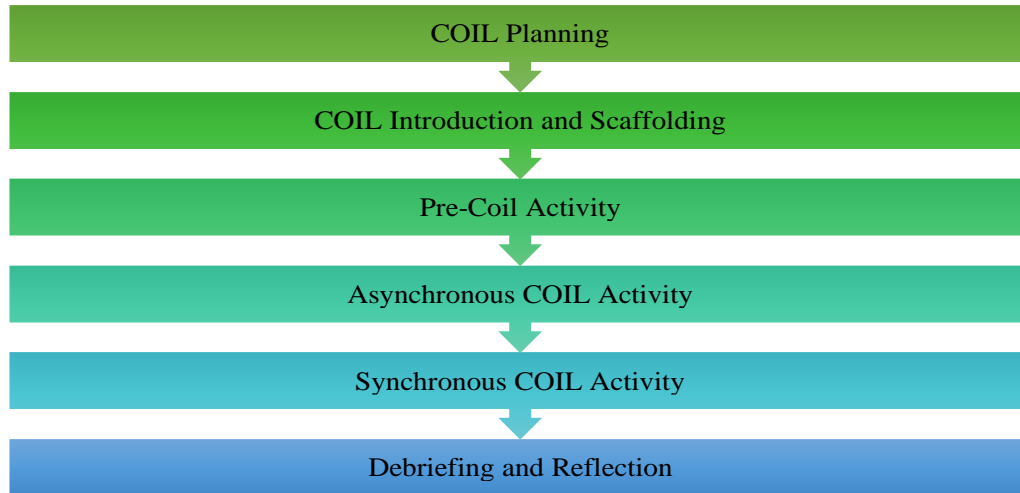 COIL Planning
COIL Introduction and Scaffolding
Pre-Coil Activity
Asynchronous COIL Activity
Synchronous COIL Activity
Debriefing and Reflection